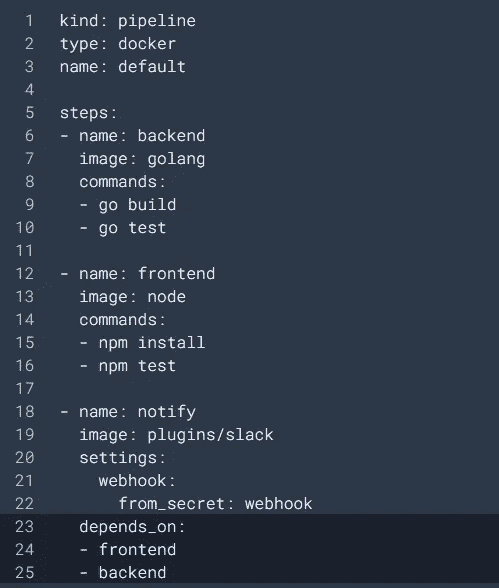 1 kind: pipeline
2 type: docker
3 name: default
4
5 steps:
6 - name: backend
7   image: golang
8   commands:
9   - go build
10   - go test
11
12 - name: frontend
13   image: node
14   commands:
15   - npm install
16   - npm test
17
18 - name: notify
19   image: plugins/slack
20   settings:
21     webhook:
22       from_secret: webhook
23   depends_on:
24   - frontend
25   - backend